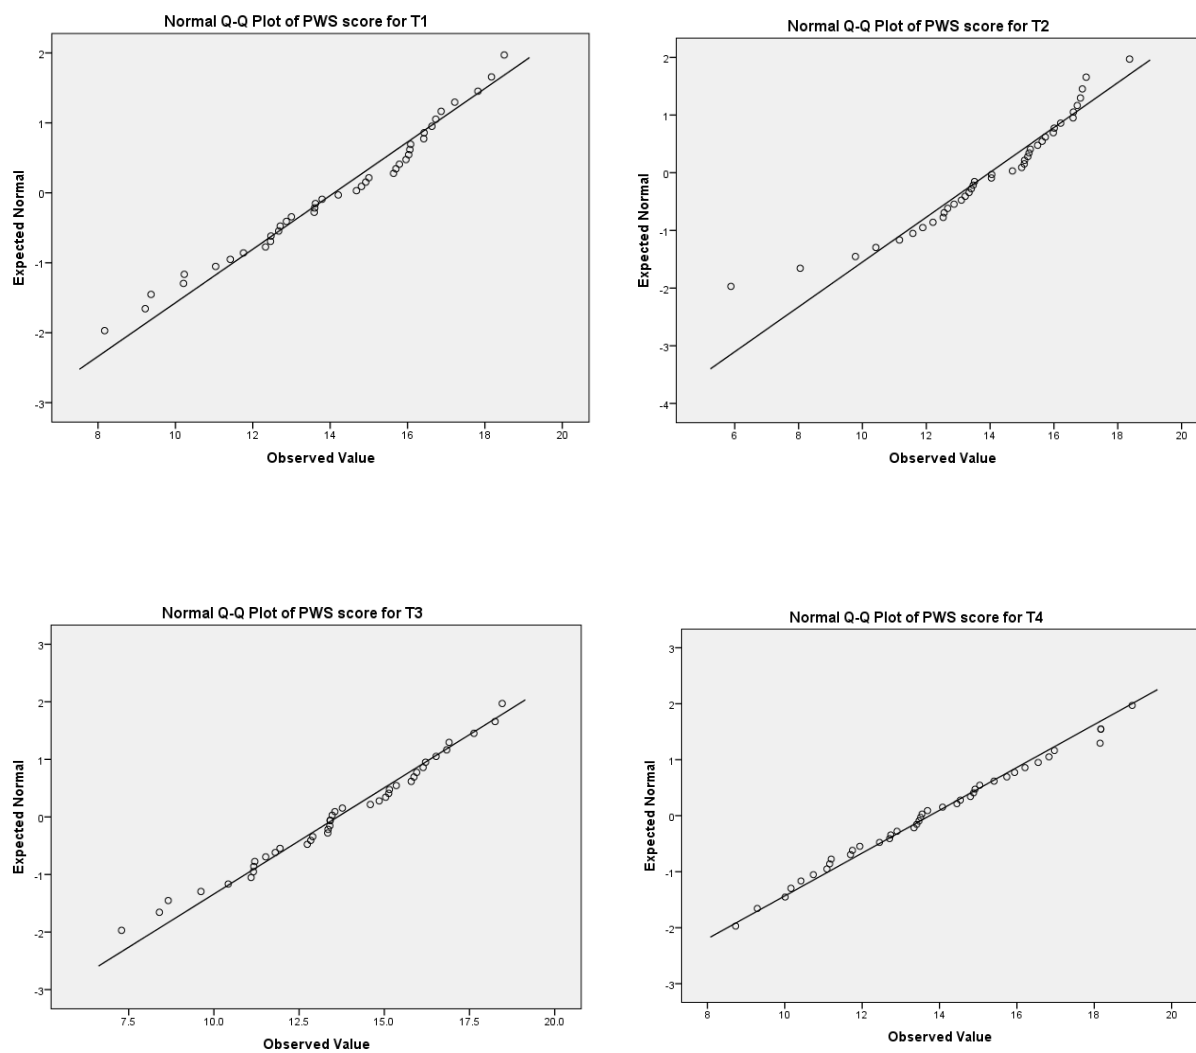 Normal Q-Q Plot of PWS score for T1
2
1
0
-1
-2
-3
Expected Normal
8 10 12 14 16 18 20
Observed Value
Normal Q-Q Plot of PWS score for T2
2
1
0
-1
-2
-3
-4
Expected Normal
6 8 10 12 14 16 18 20
Observed Value
Normal Q-Q Plot of PWS score for T3
3
2
1
0
-1
-2
-3
Expected Normal
7.5 10.0 12.5 15.0 17.5 20.0
Observed Value
Normal Q-Q Plot of PWS score for T4
3
2
1
0
-1
-2
-3
Expected Normal
8 10 12 14 16 18 20
Observed Value